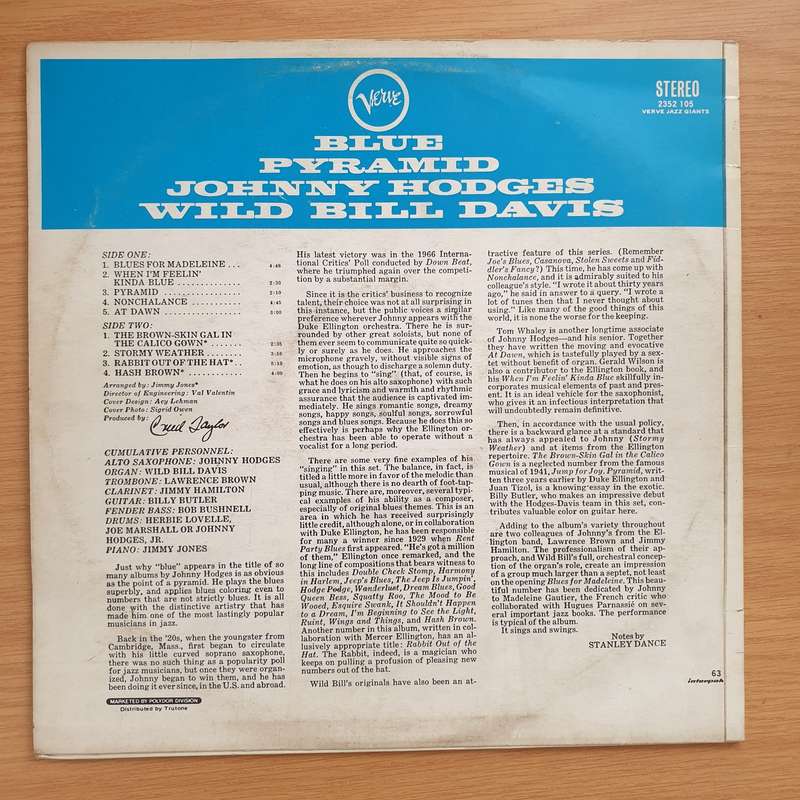 Verve
STEREO
2352 105
VERVE JAZZ GIANTS
BLUE
PYRAMID
JOHNNY HODGES
WILD BILL DAVIS
SIDE ONE:
1. BLUES FOR MADELEINE . . . 4:45
2. WHEN I'M FEELIN'
KINDA BLUE . . . . . . . . . . . . . . 2:30
3. PYRAMID . . . . . . . . . . . . . . . .
4. NONCHALANCE . . . . . . . . . . 4:45
5. AT DAWN . . . . . . . . . . . . . . . .
SIDE TWO:
1. THE BROWN-SKIN GAL IN
THE CALICO GOWN* . . . . . . 2:35
2. STORMY WEATHER . . . . . . . .
3. RABBIT OUT OF THE HAT* . .
4. HASH BROWN* . . . . . . . . . . .
Arranged by: Jimmy Jones*
Director of Engineering: Val Valentin
Cover Design: Acy Lehman
Cover Photo: Sigrid Owen
Produced by: Creed Taylor
CUMULATIVE PERSONNEL:
ALTO SAXOPHONE: JOHNNY HODGES
ORGAN: WILD BILL DAVIS
TROMBONE: LAWRENCE BROWN
CLARINET: JIMMY HAMILTON
GUITAR: BILLY BUTLER
FENDER BASS: BOB BUSHNELL
DRUMS: HERBIE LOVELLE,
JOE MARSHALL OR JOHNNY
HODGES, JR.
PIANO: JIMMY JONES
Just why "blue" appears in the title of so
many albums by Johnny Hodges is as obvious
as the point of a pyramid. He plays the blues
superbly, and applies blues coloring even to
numbers that are not strictly blues. It is all
done with the distinctive artistry that has
made him one of the most lastingly popular
musicians in jazz.
Back in the '20s, when the youngster from
Cambridge, Mass., first began to circulate
with his little curved soprano saxophone,
there was no such thing as a popularity poll
for jazz musicians, but once they were organ-
ized, Johnny began to win them, and he has
been doing it ever since, in the U.S. and abroad.
MARKETED BY POLYDOR DIVISION
Distributed by Trutone
His latest victory was in the 1966 Interna-
tional Critics' Poll conducted by Down Beat,
where he triumphed again over the competi-
tion by a substantial margin.
Since it is the critics' business to recognize
talent, their choice was not at all surprising in
this instance, but the public voices a similar
preference wherever Johnny appears with the
Duke Ellington orchestra. There he is sur-
rounded by other great soloists, but none of
them ever seem to communicate quite so quick-
ly or surely as he does. He approaches the
microphone gravely, without visible signs of
emotion, as though to discharge a solemn duty.
Then he begins to "sing" (that, of course, is
what he does on his alto saxophone) with such
grace and lyricism and warmth and rhythmic
assurance that the audience is captivated im-
mediately. He sings romantic songs, dreamy
songs, happy songs, soulful songs, sorrowful
songs and blues songs. Because he does this so
effectively is perhaps why the Ellington or-
chestra has been able to operate without a
vocalist for a long period.
There are some very fine examples of his
"singing" in this set. The balance, in fact, is
titled a little more in favor of the melodic than
usual, although there is no dearth of foot-tap-
ping music. There are, moreover, several typi-
cal examples of his ability as a composer,
especially of original blues themes. This is an
area in which he has received surprisingly
little credit, although alone, or in collaboration
with Duke Ellington, he has been responsible
for many a winner since 1929 when Rent
Party Blues first appeared. "He's got a million
of them," Ellington once remarked, and the
long line of compositions that bears witness to
this includes Double Check Stomp, Harmony
in Harlem, Jeep's Blues, The Jeep Is Jumpin',
Hodge Podge, Wanderlust, Dream Blues, Good
Queen Bess, Squatty Roo, The Mood to Be
Wooed, Esquire Swank, It Shouldn't Happen
to a Dream, I'm Beginning to See the Light,
Ruint, Wings and Things, and Hash Brown.
Another number in this album, written in col-
laboration with Mercer Ellington, has an al-
lusively appropriate title: Rabbit Out of the
Hat. The Rabbit, indeed, is a magician who
keeps on pulling a profusion of pleasing new
numbers out of the hat.
Wild Bill's originals have also been an at-
tractive feature of this series. (Remember
Joe's Blues, Casanova, Stolen Sweets and Fid-
dler's Fancy?) This time, he has come up with
Nonchalance, and it is admirably suited to his
colleague's style. "I wrote it about thirty years
ago," he said in answer to a query. "I wrote a
lot of tunes then that I never thought about
using." Like many of the good things of this
world, it is none the worse for the keeping.
Tom Whaley is another longtime associate
of Johnny Hodges—and his senior. Together
they have written the moving and evocative
At Dawn, which is tastefully played by a sex-
tet without benefit of organ. Gerald Wilson is
also a contributor to the Ellington book, and
his When I'm Feelin' Kinda Blue skillfully in-
corporates musical elements of past and pres-
ent. It is an ideal vehicle for the saxophonist,
who gives it an infectious interpretation that
will undoubtedly remain definitive.
Then, in accordance with the usual policy,
there is a backward glance at a standard that
has always appealed to Johnny (Stormy
Weather) and at items from the Ellington
repertoire. The Brown-Skin Gal in the Calico
Gown is a neglected number from the famous
musical of 1941, Jump for Joy. Pyramid, writ-
ten three years earlier by Duke Ellington and
Juan Tizol, is a knowing essay in the exotic.
Billy Butler, who makes an impressive debut
with the Hodges-Davis team in this set, con-
tributes valuable color on guitar here.
Adding to the album's variety throughout
are two colleagues of Johnny's from the El-
lington band, Lawrence Brown and Jimmy
Hamilton. The professionalism of their ap-
proach, and Wild Bill's full, orchestral concep-
tion of the organ's role, create an impression
of a group much larger than a septet, not least
on the opening Blues for Madeleine. This beau-
tiful number has been dedicated by Johnny
to Madeleine Gautier, the French critic who
collaborated with Hugues Parnassié on sev-
eral important jazz books. The performance
is typical of the album.
It sings and swings.
Notes by
STANLEY DANCE
63
interpak